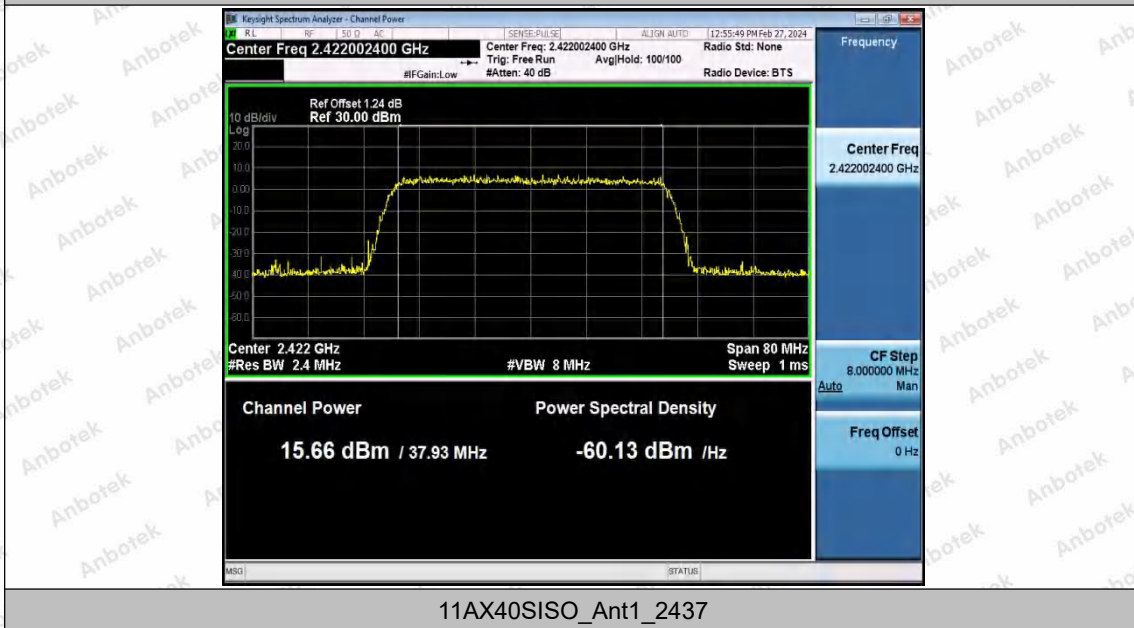 Keysight Spectrum Analyzer - Channel Power
RL RF 50 Ω AC SENSE:PULSE ALIGN AUTO 12:55:49 PM Feb 27, 2024
Center Freq 2.422002400 GHz
Center Freq: 2.422002400 GHz
Radio Std: None
Trig: Free Run Avg|Hold: 100/100
#IFGain:Low
#Atten: 40 dB
Radio Device: BTS
Frequency
Ref Offset 1.24 dB
10 dB/div Ref 30.00 dBm
Log
20.0
10.0
0.00
-10.0
-20.0
-30.0
-40.0
-50.0
-60.0
Center 2.422 GHz Span 80 MHz
#Res BW 2.4 MHz #VBW 8 MHz Sweep 1 ms
Center Freq
2.422002400 GHz
CF Step
8.000000 MHz
Auto Man
Freq Offset
0 Hz
Channel Power Power Spectral Density
15.66 dBm / 37.93 MHz -60.13 dBm /Hz
MSG STATUS
11AX40SISO_Ant1_2437
Anbotek